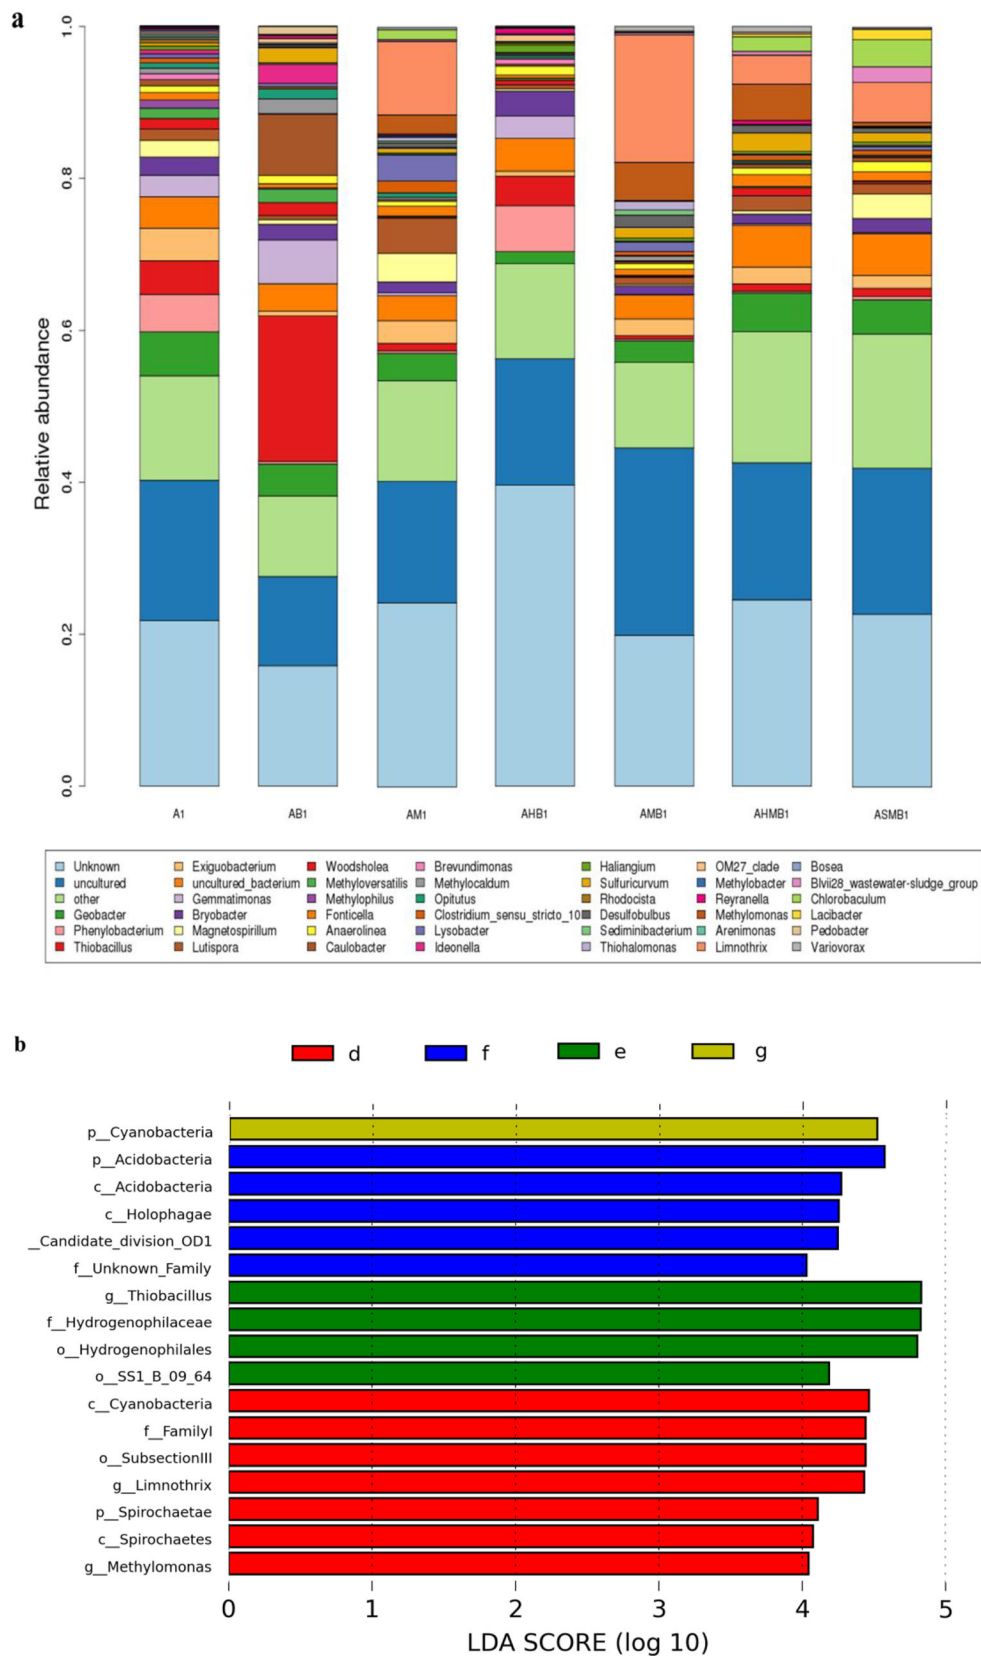 a
Relative abundance
1.0
0.8
0.6
0.4
0.2
0.0
A1 AB1 AM1 AHB1 AMB1 AHMB1 ASMB1
Unknown Exiguobacterium Woodsholea Brevundimonas Haliangium OM27_clade Bosea
uncultured uncultured_bacterium Methyloversatilis Methylocaldum Sulfuricurvum Methylobacter Blvii28_wastewater-sludge_group
other Gemmatimonas Methylophilus Opitutus Rhodocista Reyranella Chlorobaculum
Geobacter Bryobacter Fonticella Clostridium_sensu_stricto_10 Desulfobulbus Methylomonas Lacibacter
Phenylobacterium Magnetospirillum Anaerolinea Lysobacter Sediminibacterium Arenimonas Pedobacter
Thiobacillus Lutispora Caulobacter Ideonella Thiohalomonas Limnothrix Variovorax
b
d f e g
p__Cyanobacteria
p__Acidobacteria
c__Acidobacteria
c__Holophagae
_Candidate_division_OD1
f__Unknown_Family
g__Thiobacillus
f__Hydrogenophilaceae
o__Hydrogenophilales
o__SS1_B_09_64
c__Cyanobacteria
f__FamilyI
o__SubsectionIII
g__Limnothrix
p__Spirochaetae
c__Spirochaetes
g__Methylomonas
0 1 2 3 4 5
LDA SCORE (log 10)